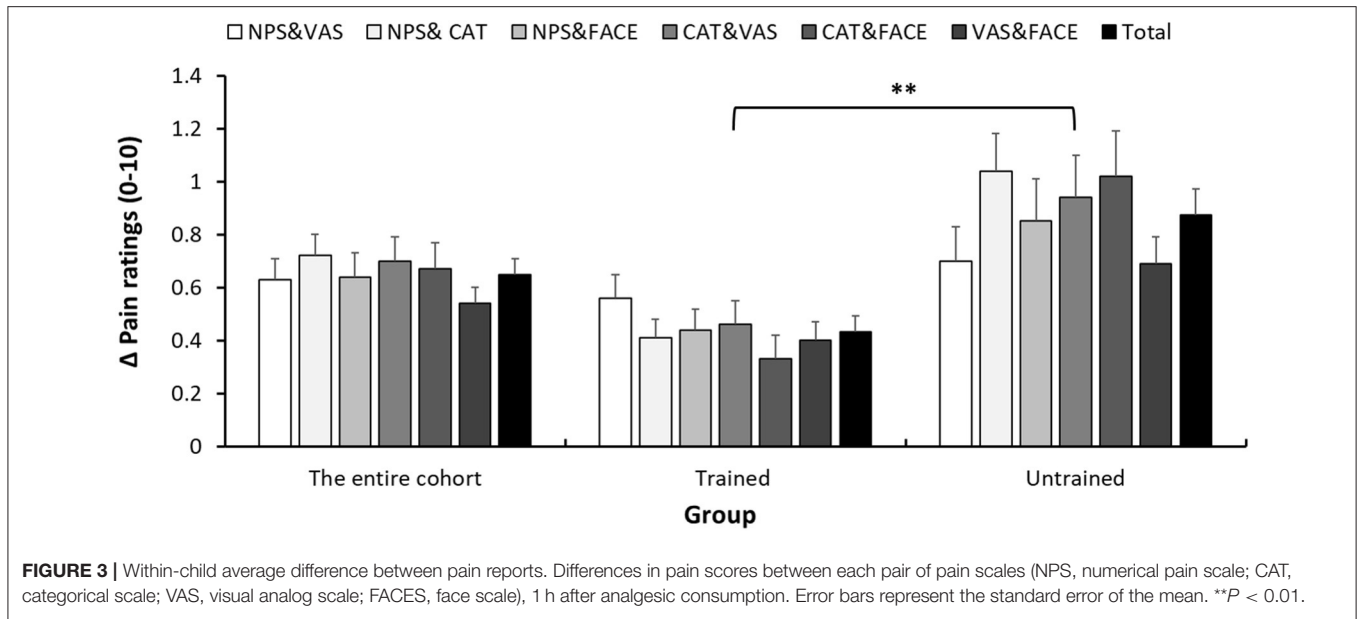 NPS&VAS NPS& CAT NPS&FACE CAT&VAS CAT&FACE VAS&FACE Total
1.4
**
1.2
1
0.8
0.6
0.4
0.2
0
Δ Pain ratings (0-10)
The entire cohort Trained Untrained
Group
FIGURE 3 | Within-child average difference between pain reports. Differences in pain scores between each pair of pain scales (NPS, numerical pain scale; CAT,
categorical scale; VAS, visual analog scale; FACES, face scale), 1 h after analgesic consumption. Error bars represent the standard error of the mean. **P < 0.01.